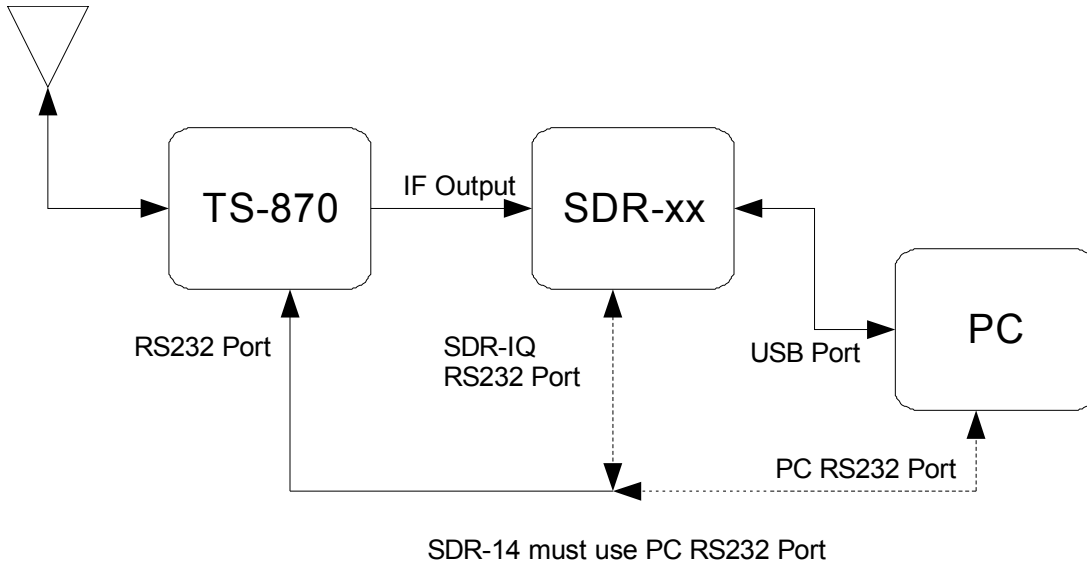 IF Output
TS-870
SDR-xx
PC
RS232 Port
SDR-IQ
RS232 Port
USB Port
PC RS232 Port
SDR-14 must use PC RS232 Port